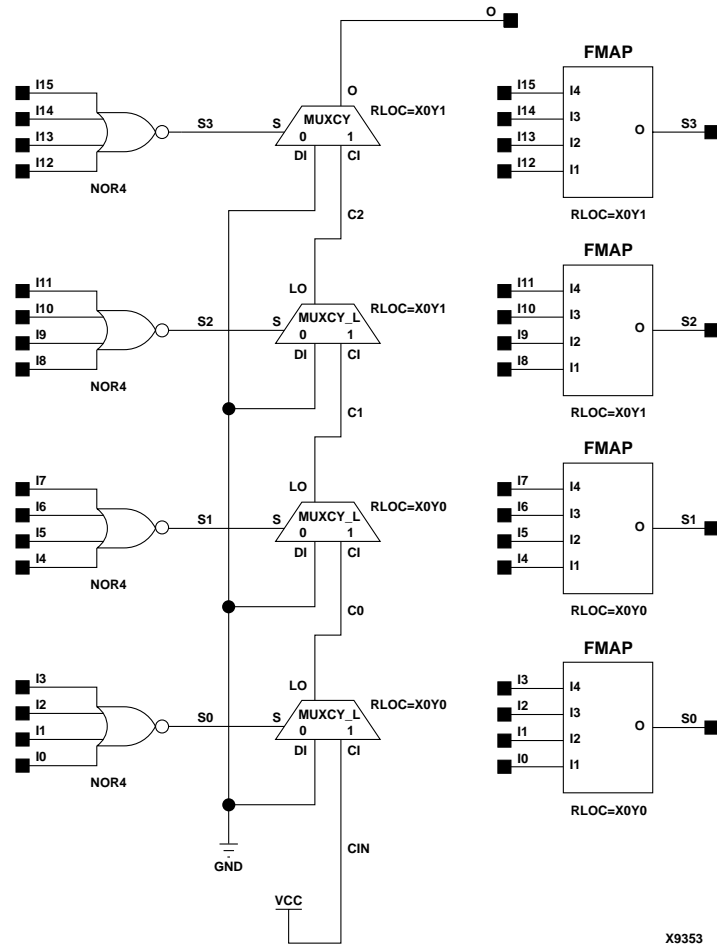 O
FMAP
I15
I14
I13
I12
NOR4
S3
S
MUXCY
0 1
DI CI
O
RLOC=X0Y1
I15
I14
I13
I12
I4
I3
I2
I1
O
S3
RLOC=X0Y1
C2
FMAP
I11
I10
I9
I8
NOR4
S2
S
LO
MUXCY_L
0 1
DI CI
RLOC=X0Y1
I11
I10
I9
I8
I4
I3
I2
I1
O
S2
RLOC=X0Y1
C1
FMAP
I7
I6
I5
I4
NOR4
S1
S
LO
MUXCY_L
0 1
DI CI
RLOC=X0Y0
I7
I6
I5
I4
I4
I3
I2
I1
O
S1
RLOC=X0Y0
C0
FMAP
I3
I2
I1
I0
NOR4
S0
S
LO
MUXCY_L
0 1
DI CI
RLOC=X0Y0
I3
I2
I1
I0
I4
I3
I2
I1
O
S0
RLOC=X0Y0
CIN
GND
VCC
X9353